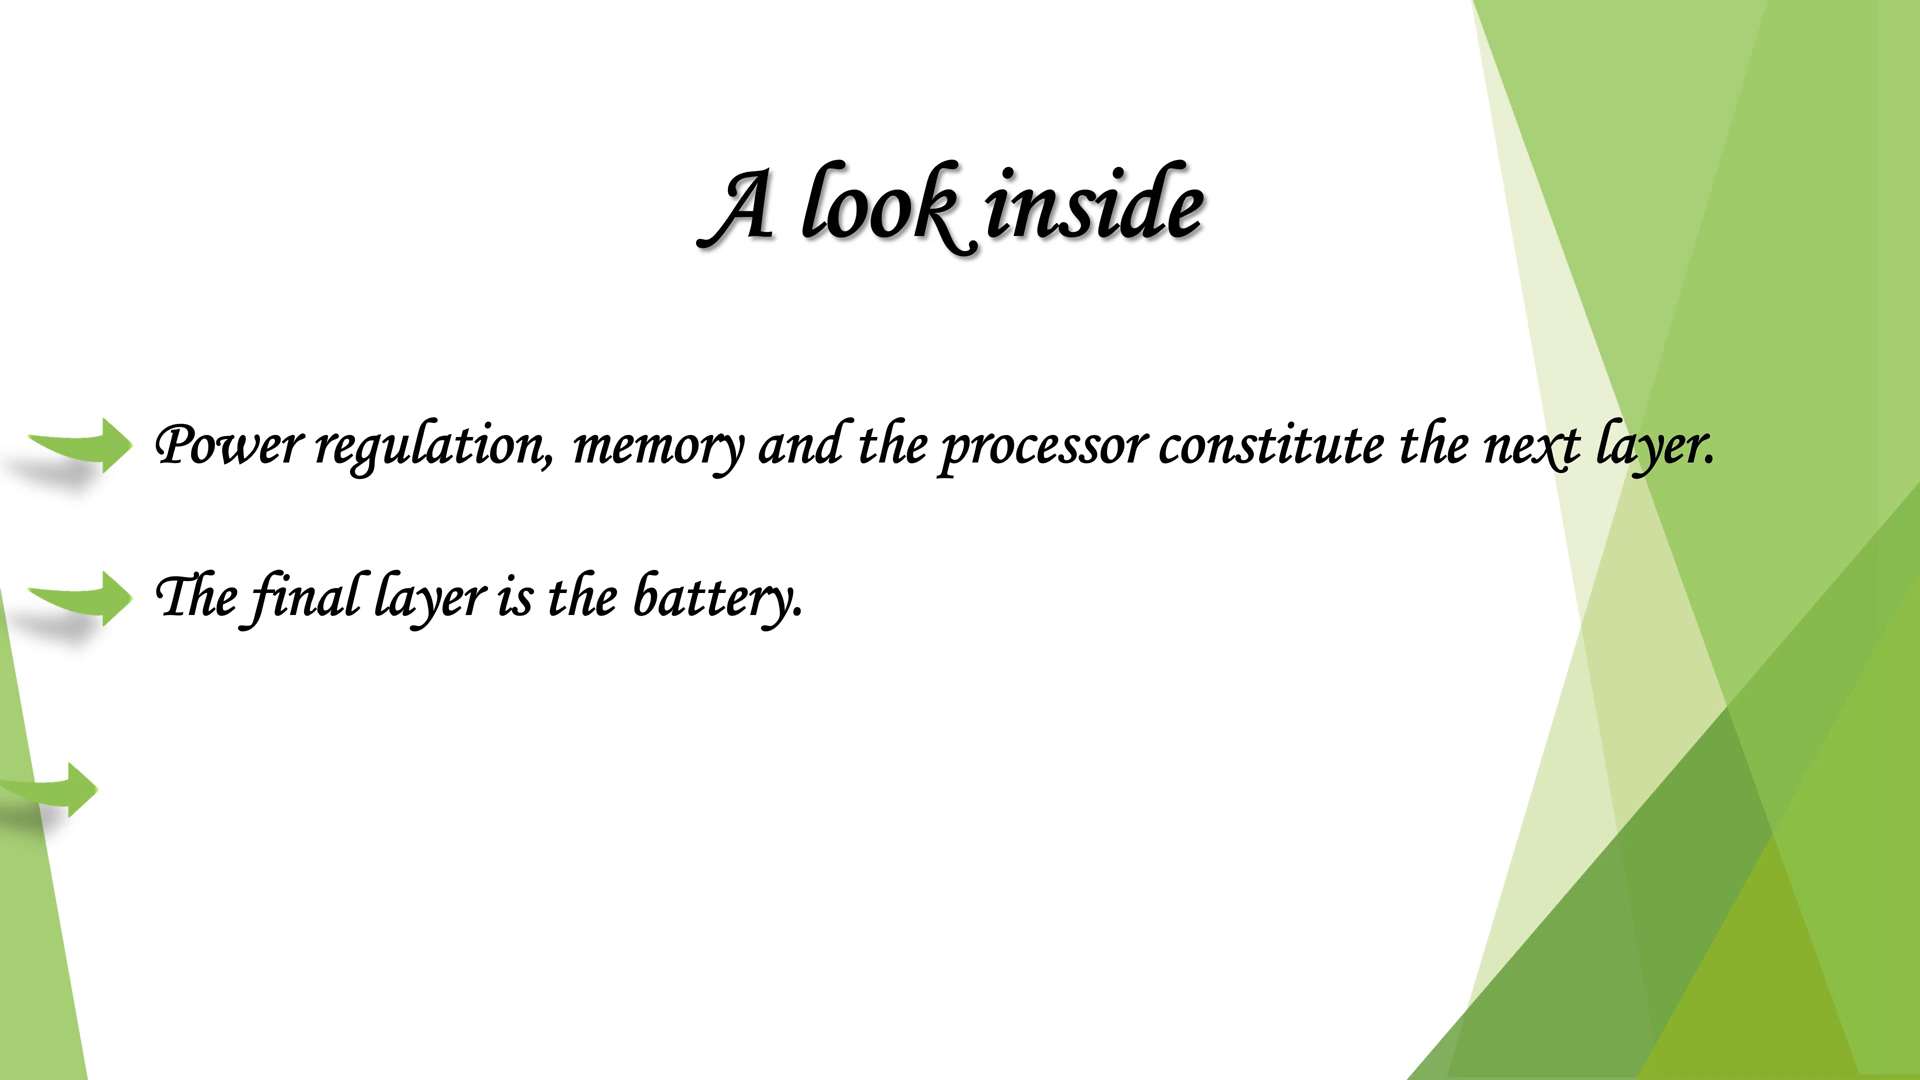 A look inside
Power regulation, memory and the processor constitute the next layer.
The final layer is the battery.